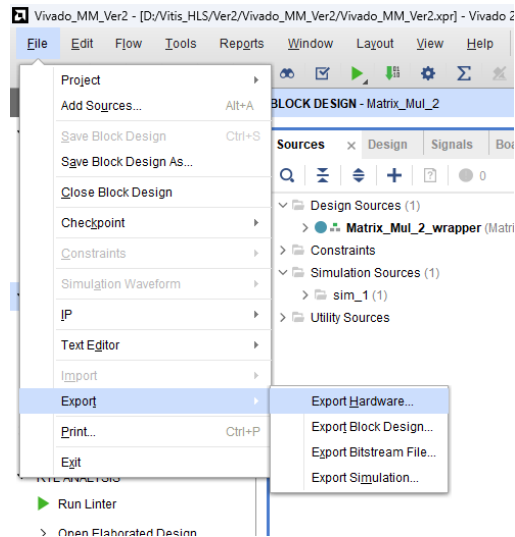 Vivado_MM_Ver2 - [D:/Vitis_HLS/Ver2/Vivado_MM_Ver2/Vivado_MM_Ver2.xpr] - Vivado 2
File Edit Flow Tools Reports Window Layout View Help
Project
Add Sources... Alt+A
Save Block Design Ctrl+S
Save Block Design As...
Close Block Design
Checkpoint
Constraints
Simulation Waveform
IP
Text Editor
Import
Export
Print... Ctrl+P
Exit
Export Hardware...
Export Block Design...
Export Bitstream File...
Export Simulation...
BLOCK DESIGN - Matrix_Mul_2
Sources × Design Signals Boa
? 0
Design Sources (1)
Matrix_Mul_2_wrapper (Matri
Constraints
Simulation Sources (1)
sim_1 (1)
Utility Sources
RTL ANALYSIS
Run Linter
Open Elaborated Design